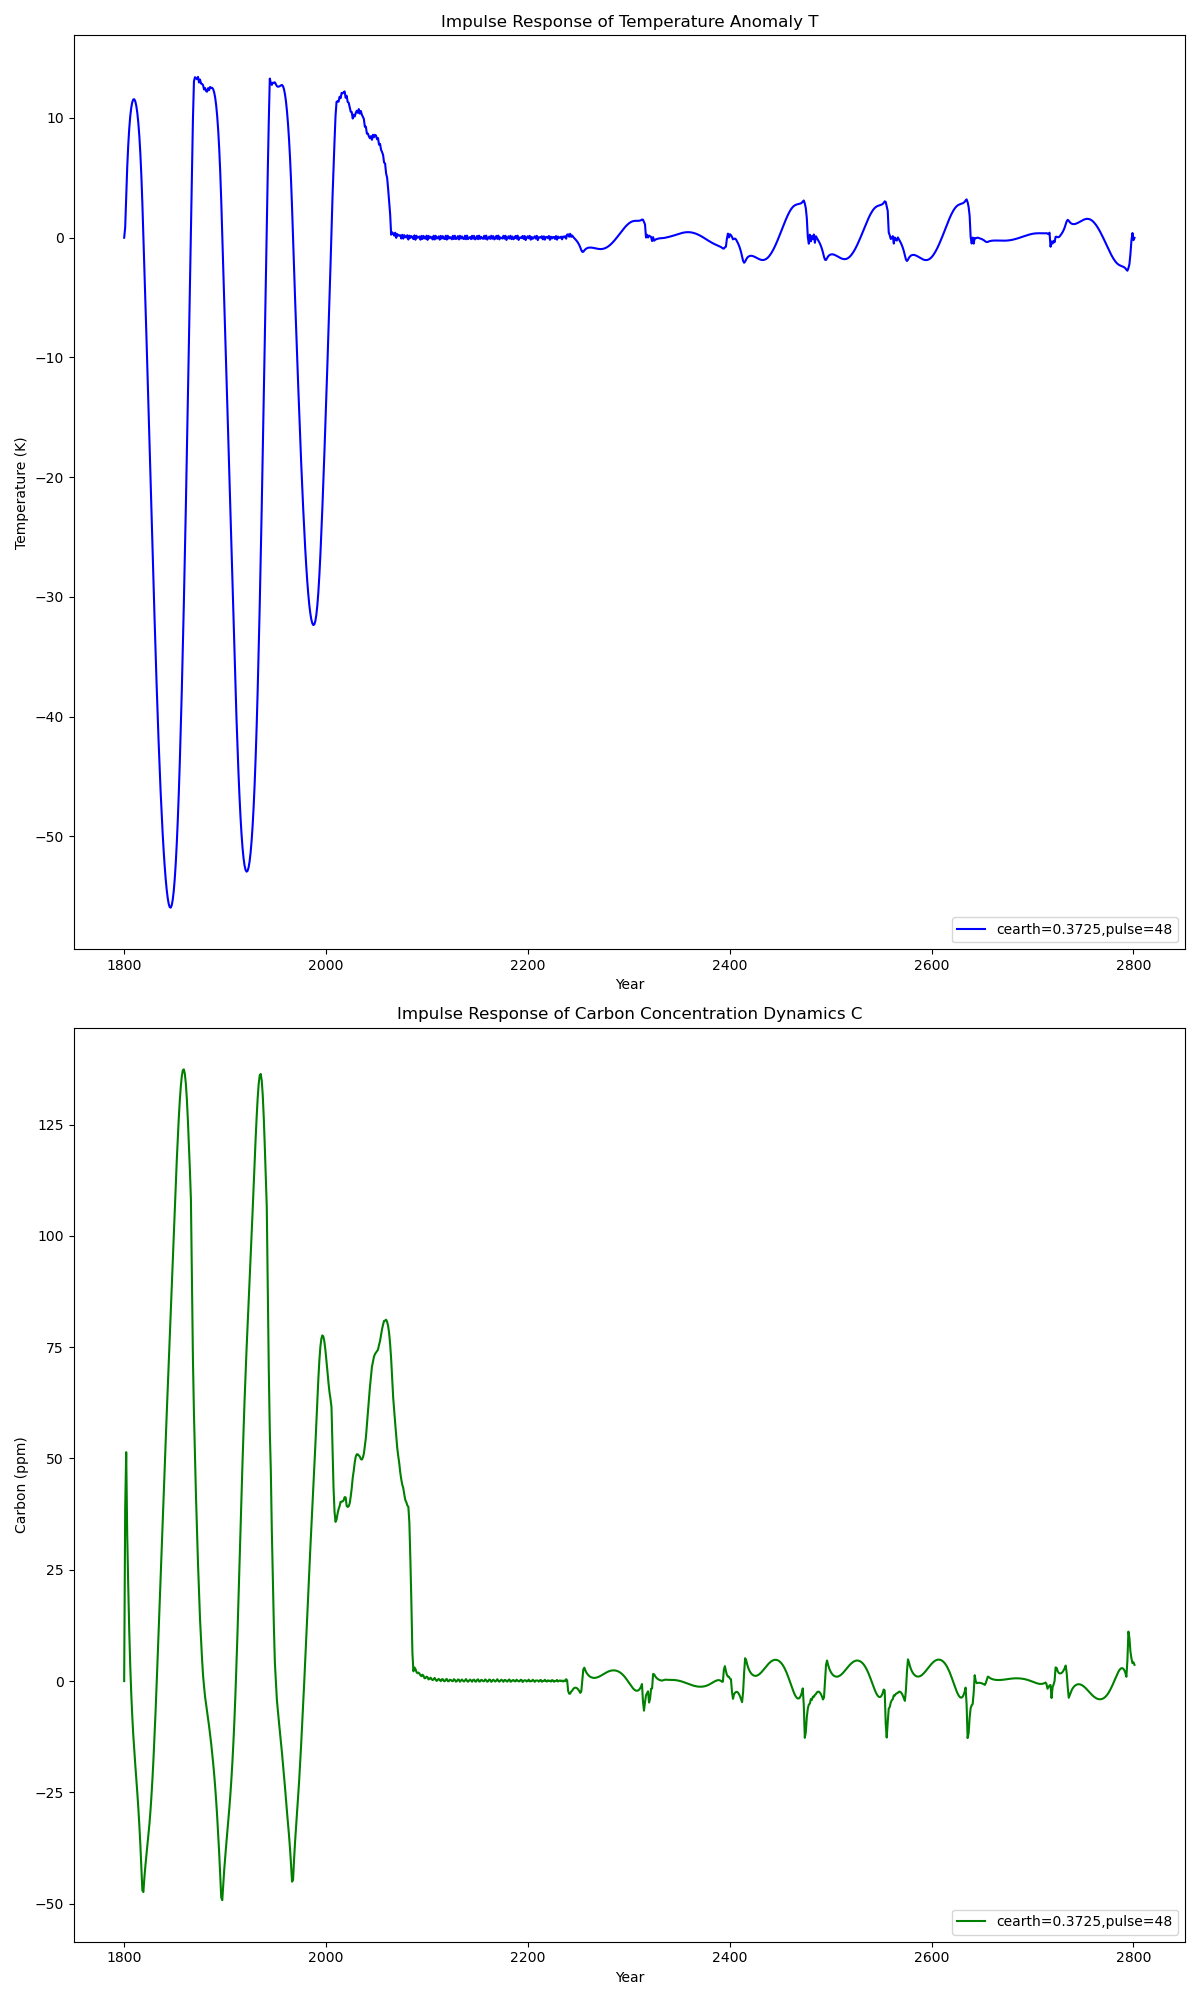 Impulse Response of Temperature Anomaly T
10
0
−10
−20
−30
−40
−50
Temperature (K)
cearth=0.3725,pulse=48
1800 2000 2200 2400 2600 2800
Year
Impulse Response of Carbon Concentration Dynamics C
125
100
75
50
25
0
−25
−50
Carbon (ppm)
cearth=0.3725,pulse=48
1800 2000 2200 2400 2600 2800
Year